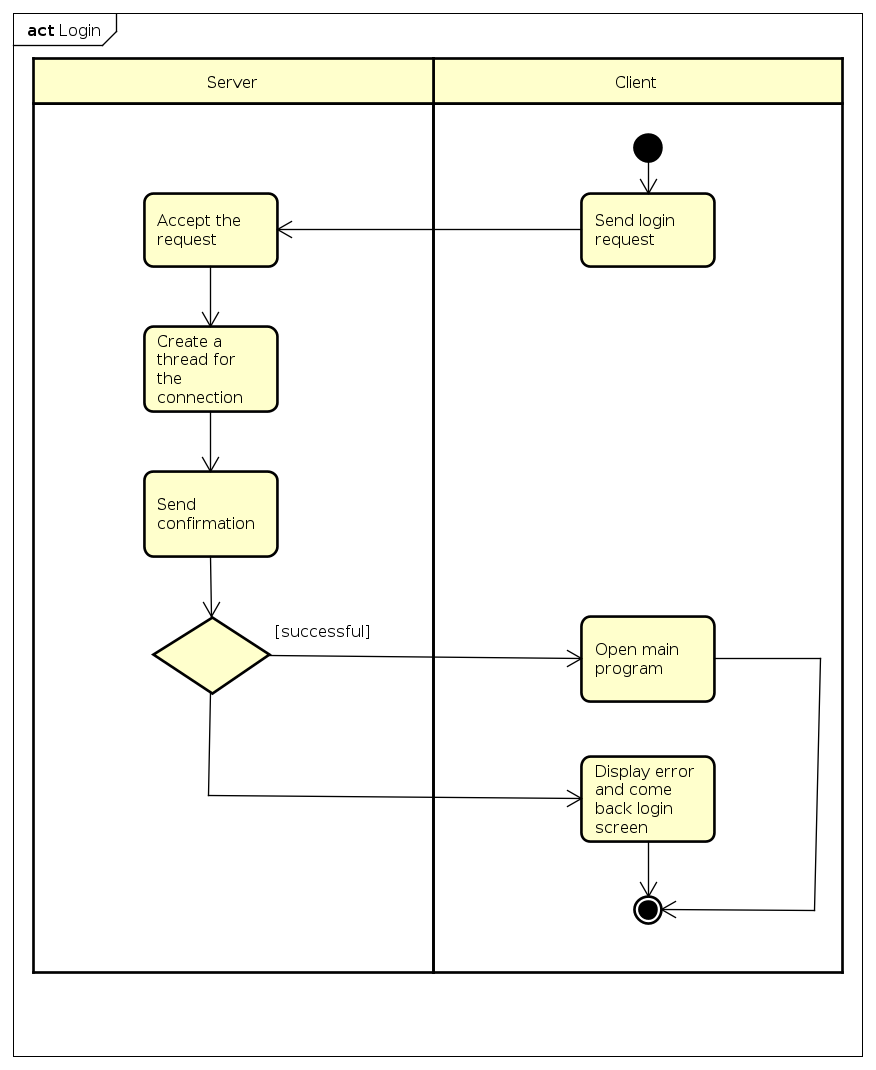 act Login
Server
Client
Accept the
request
Send login
request
Create a
thread for
the
connection
Send
confirmation
[successful]
Open main
program
Display error
and come
back login
screen